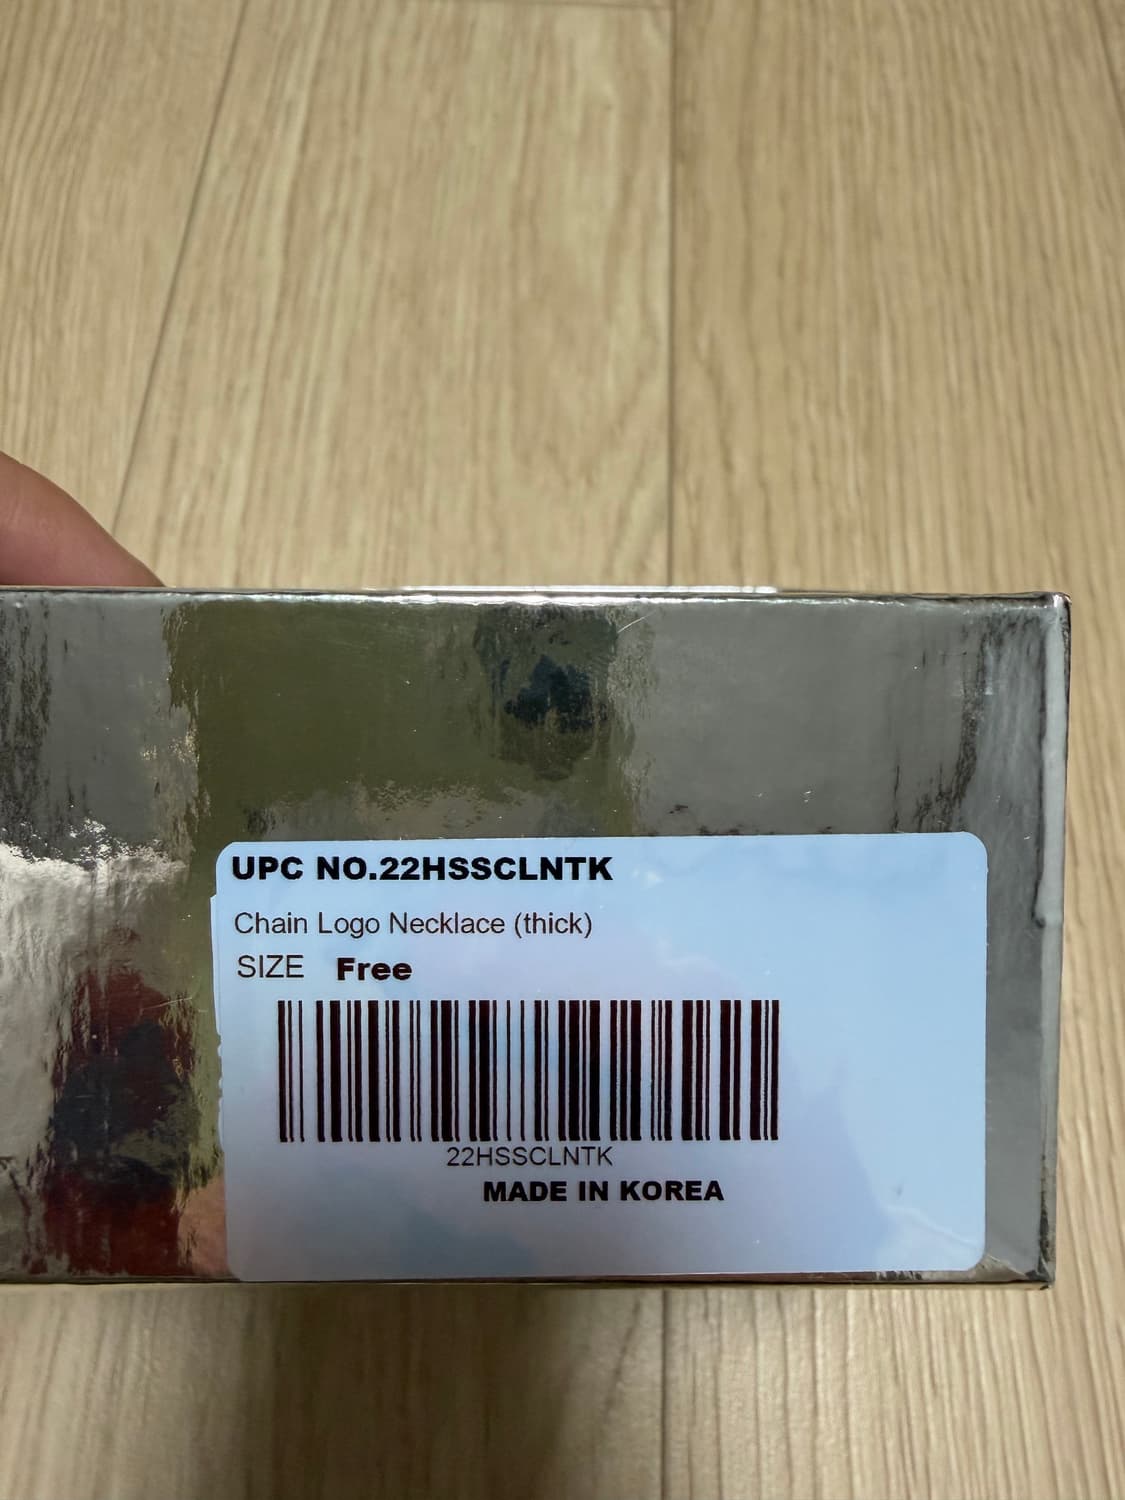 UPC NO.22HSSCLNTK
Chain Logo Necklace (thick)
SIZE Free
22HSSCLNTK
MADE IN KOREA